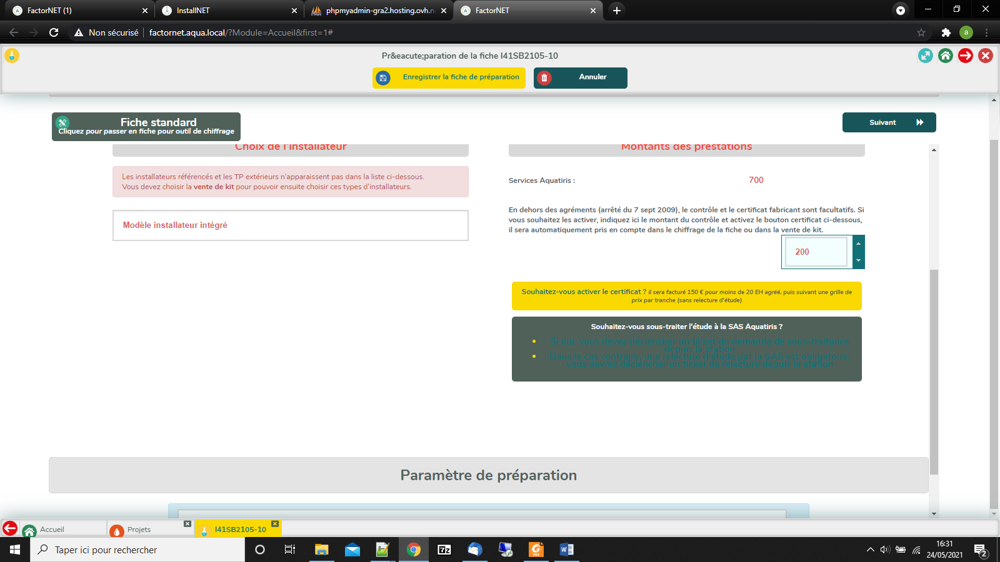 FactorNET (1)
InstallNET
phpmyadmin-gra2.hosting.ovh.n
FactorNET
Non sécurisé
factornet.aqua.local/?Module=Accueil&first=1#
a
Pr&eacute;paration de la fiche I41SB2105-10
Enregistrer la fiche de préparation
Annuler
Fiche standard
Cliquez pour passer en fiche pour outil de chiffrage
Suivant
Choix de l'installateur
Montants des prestations
Les installateurs référencés et les TP extérieurs n'apparaissent pas dans la liste ci-dessous.
Vous devez choisir la vente de kit pour pouvoir ensuite choisir ces types d'installateurs.
Modèle installateur intégré
Services Aquatiris :
700
En dehors des agréments (arrêté du 7 sept 2009), le contrôle et le certificat fabricant sont facultatifs. Si
vous souhaitez les activer, indiquez ici le montant du contrôle et activez le bouton certificat ci-dessous,
il sera automatiquement pris en compte dans le chiffrage de la fiche ou dans la vente de kit.
200
Souhaitez-vous activer le certificat ? il sera facturé 150 € pour moins de 20 EH agréé, puis suivant une grille de
prix par tranche (sans relecture d'étude)
Souhaitez-vous sous-traiter l'étude à la SAS Aquatiris ?
Si oui, vous devez déclencher un ticket de demande de sous-traitance
depuis la station
Dans le cas contraire, une relecture d'étude par la SAS est obligatoire,
vous devrez déclencher un ticket de relecture depuis la station
Paramètre de préparation
Accueil
Projets
I41SB2105-10
Taper ici pour rechercher
16:31
24/05/2021
2